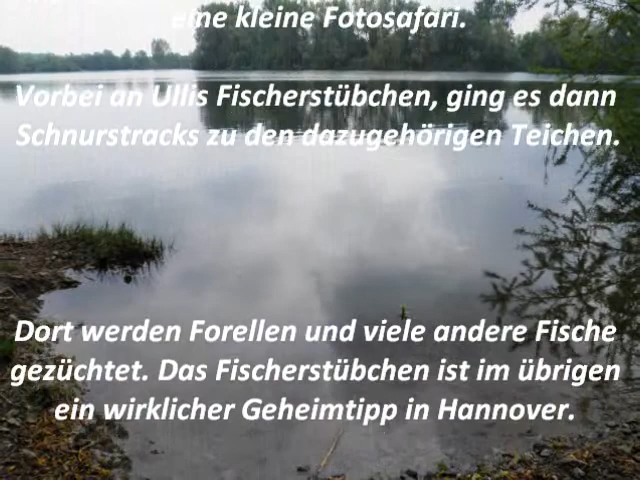 eine kleine Fotosafari.
Vorbei an Ullis Fischerstübchen, ging es dann
Schnurstracks zu den dazugehörigen Teichen.
Dort werden Forellen und viele andere Fische
gezüchtet. Das Fischerstübchen ist im übrigen
ein wirklicher Geheimtipp in Hannover.